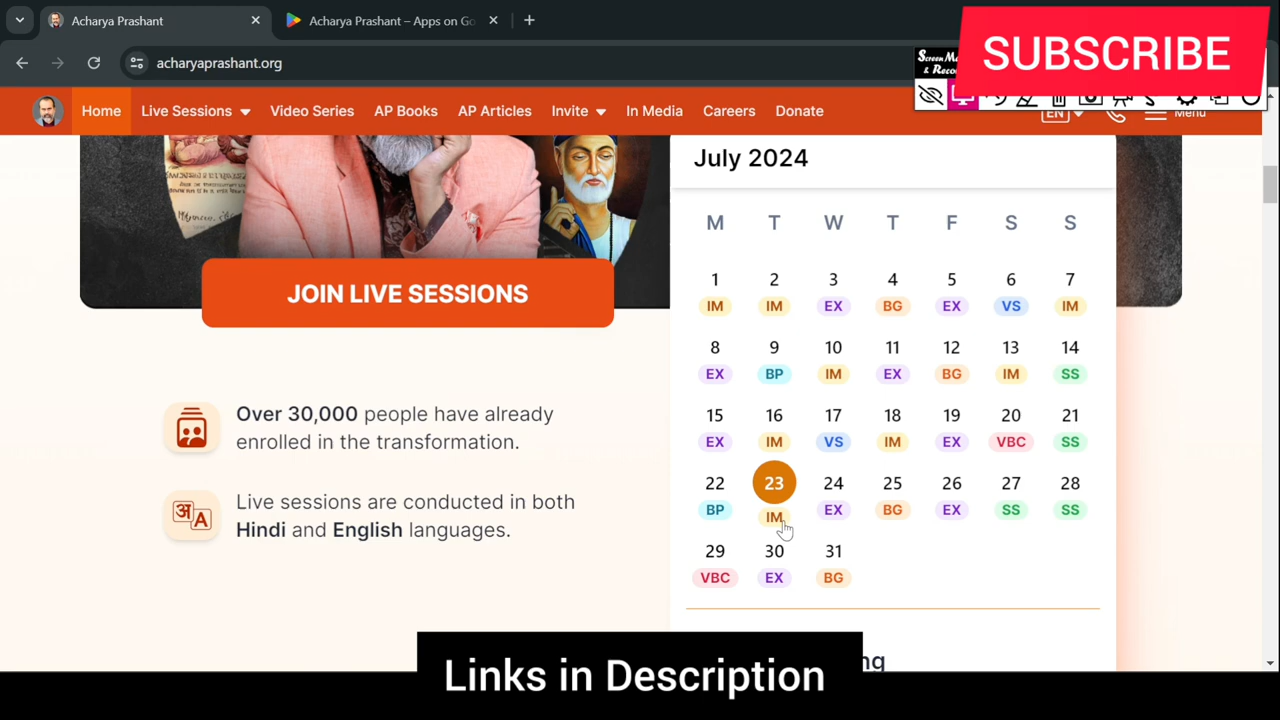 Acharya Prashant
Acharya Prashant – Apps on Go
acharyaprashant.org
SUBSCRIBE
Home
Live Sessions
Video Series
AP Books
AP Articles
Invite
In Media
Careers
Donate
EN
Menu
July 2024
M T W T F S S
1 2 3 4 5 6 7
IM IM EX BG EX VS IM
8 9 10 11 12 13 14
EX BP IM EX BG IM SS
15 16 17 18 19 20 21
EX IM VS IM EX VBC SS
22 23 24 25 26 27 28
BP IM EX BG EX SS SS
29 30 31
VBC EX BG
JOIN LIVE SESSIONS
Over 30,000 people have already
enrolled in the transformation.
अ A
Live sessions are conducted in both
Hindi and English languages.
Links in Description